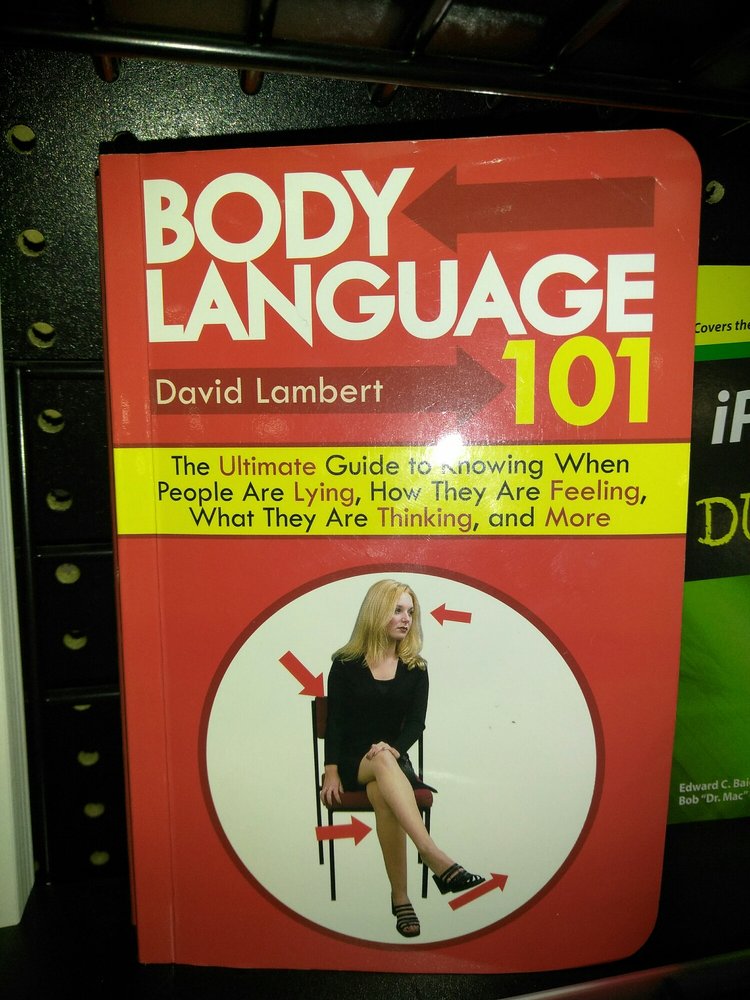 BODY
LANGUAGE
101
David Lambert
The Ultimate Guide to Knowing When
People Are Lying, How They Are Feeling,
What They Are Thinking, and More
Covers the
Edward C.
Bob "Dr. Mac"